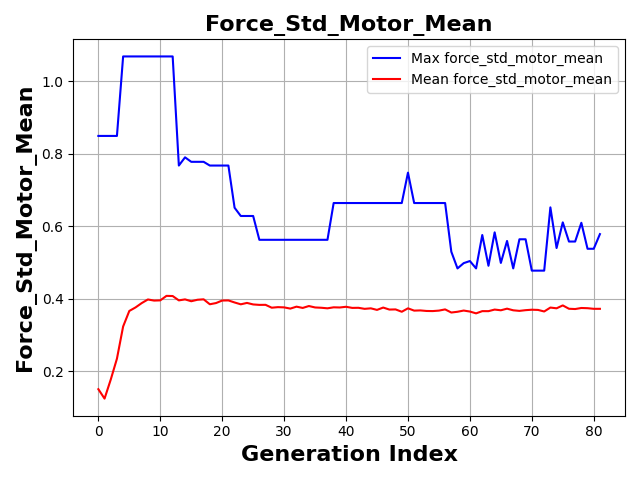 Force_Std_Motor_Mean
Max force_std_motor_mean
Mean force_std_motor_mean
Force_Std_Motor_Mean
1.0
0.8
0.6
0.4
0.2
0 10 20 30 40 50 60 70 80
Generation Index